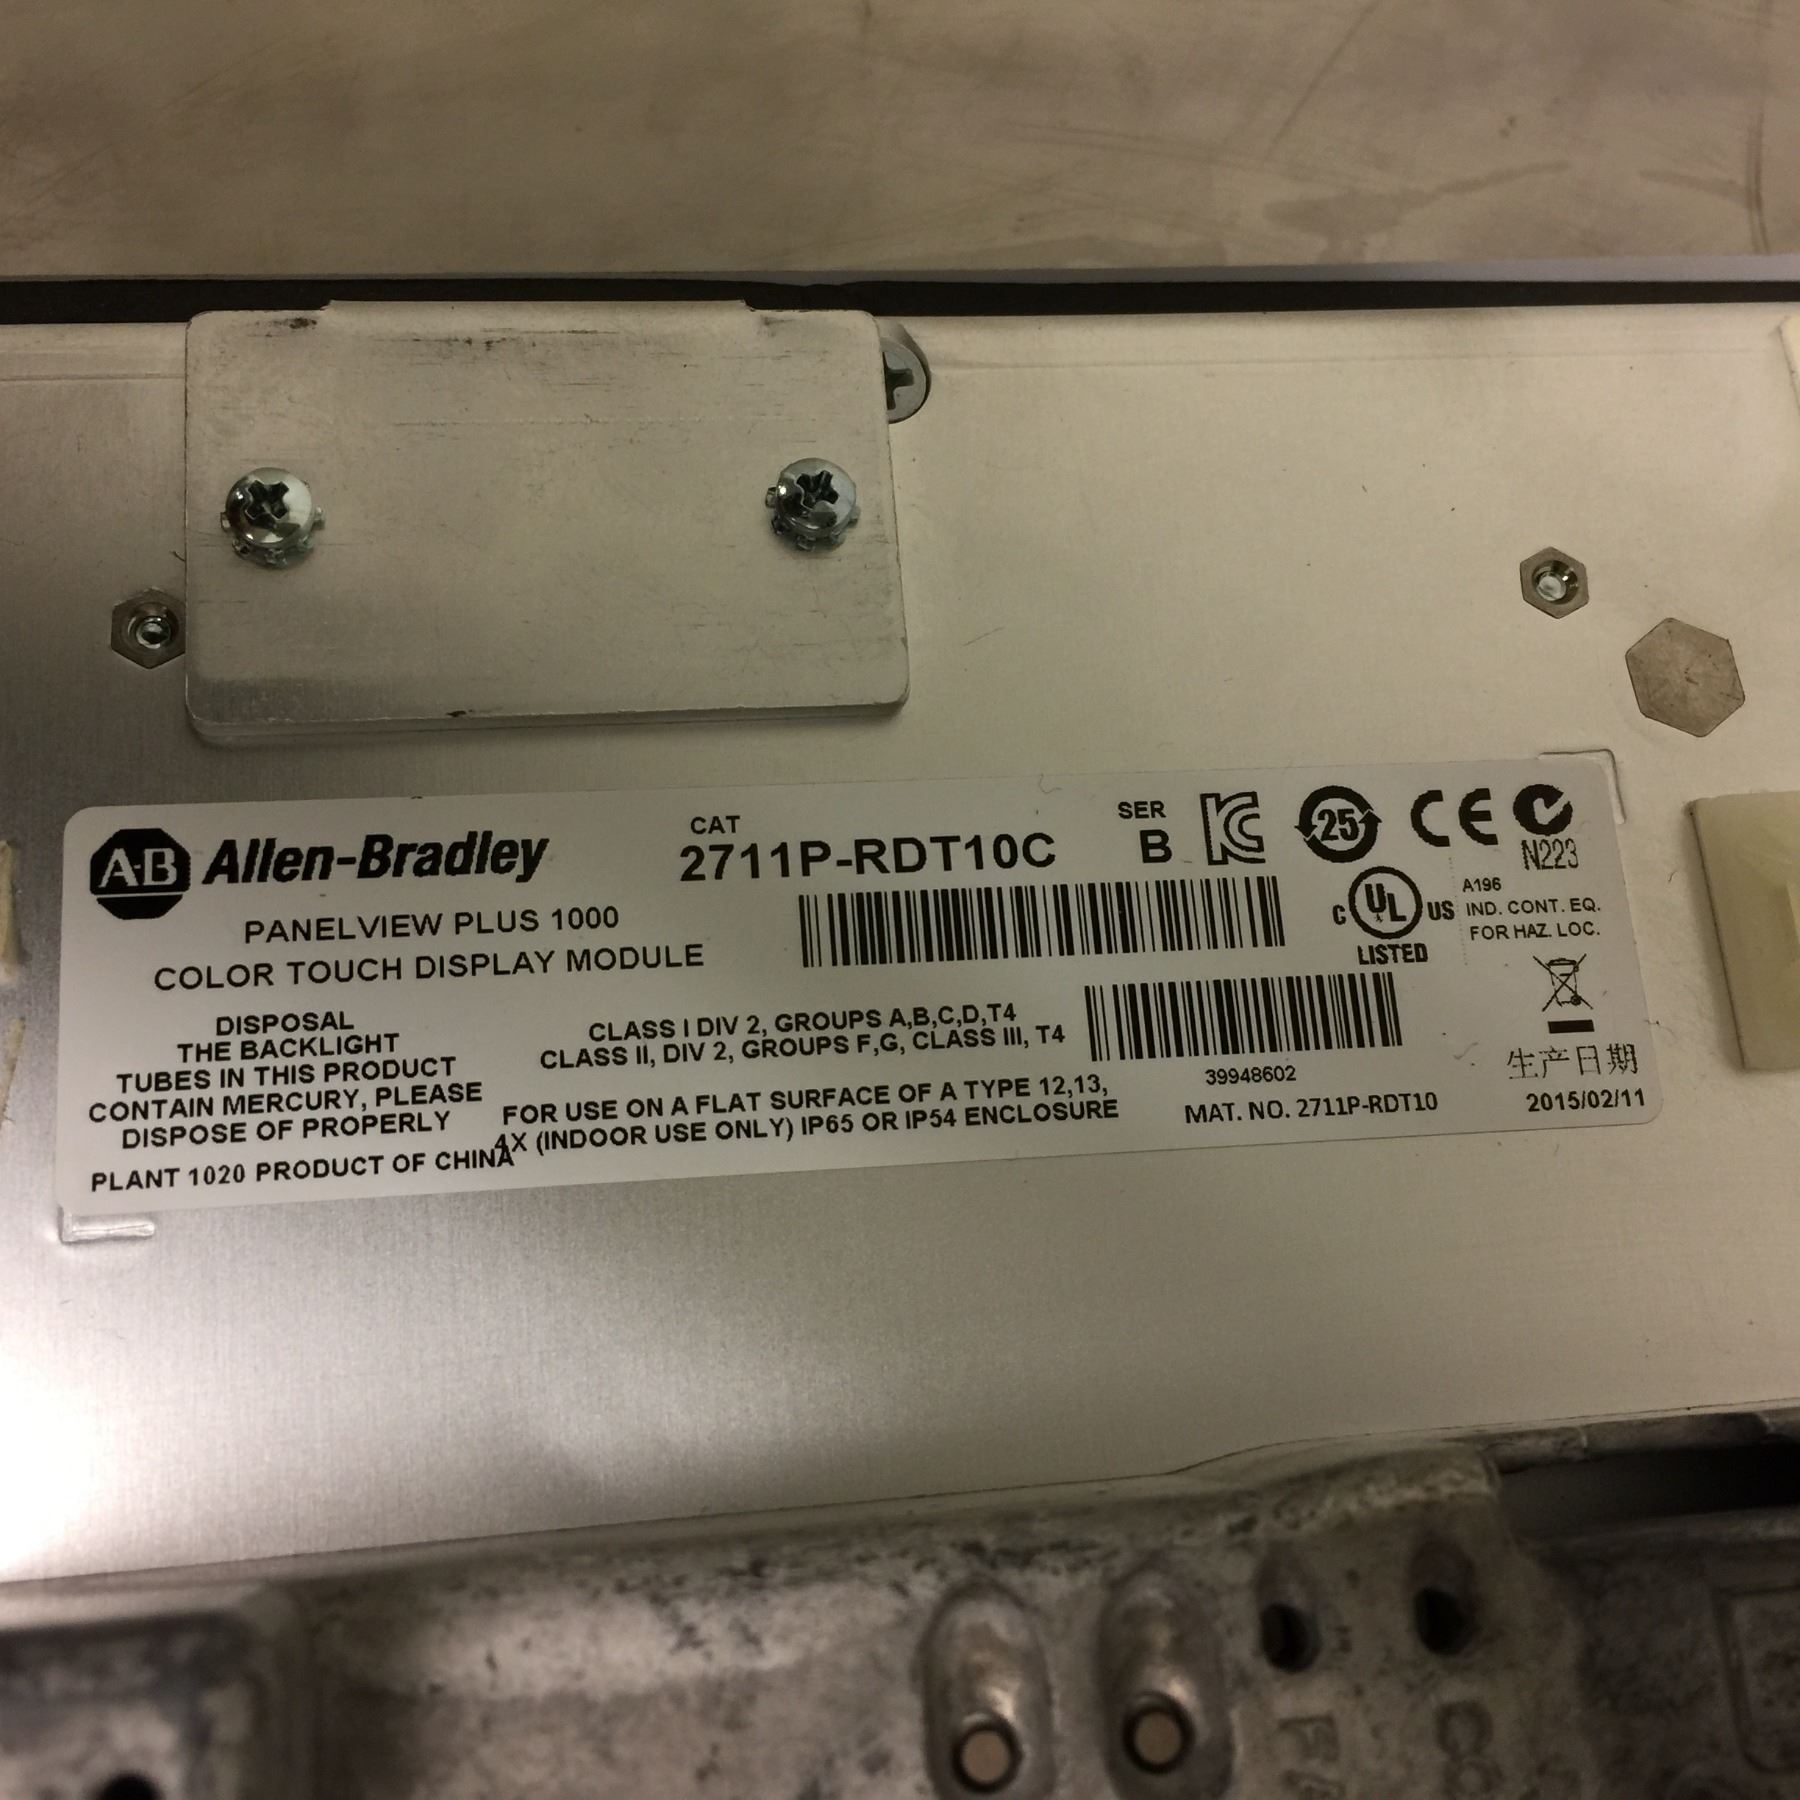 AB Allen-Bradley
PANELVIEW PLUS 1000
COLOR TOUCH DISPLAY MODULE
DISPOSAL
THE BACKLIGHT
TUBES IN THIS PRODUCT
CONTAIN MERCURY, PLEASE
DISPOSE OF PROPERLY
PLANT 1020 PRODUCT OF CHINA
CAT
2711P-RDT10C
SER
B
25
CE
N223
C UL US
LISTED
A196
IND. CONT. EQ.
FOR HAZ. LOC.
CLASS I DIV 2, GROUPS A,B,C,D,T4
CLASS II, DIV 2, GROUPS F,G, CLASS III, T4
FOR USE ON A FLAT SURFACE OF A TYPE 12,13,
4X (INDOOR USE ONLY) IP65 OR IP54 ENCLOSURE
39948602
MAT. NO. 2711P-RDT10
生产日期
2015/02/11